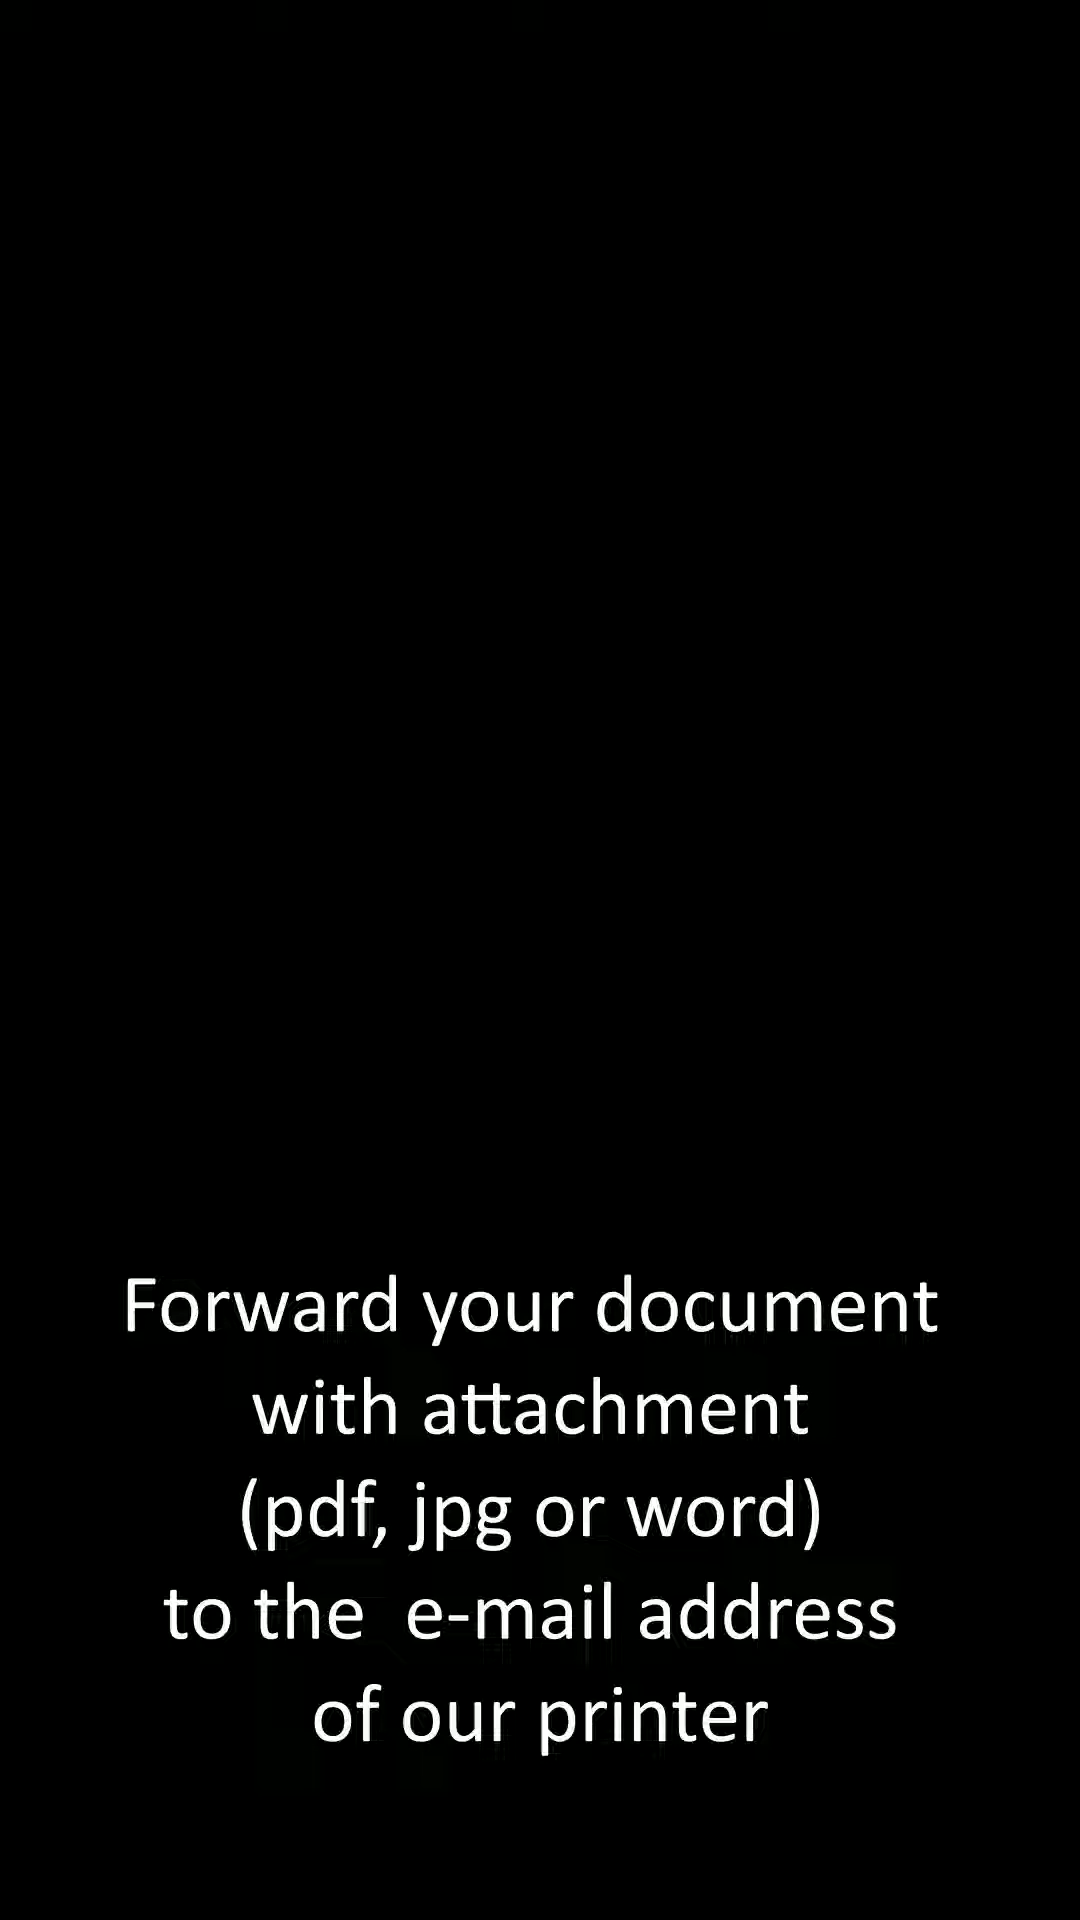 Forward your document
with attachment
(pdf, jpg or word)
to the  e-mail address
of our printer